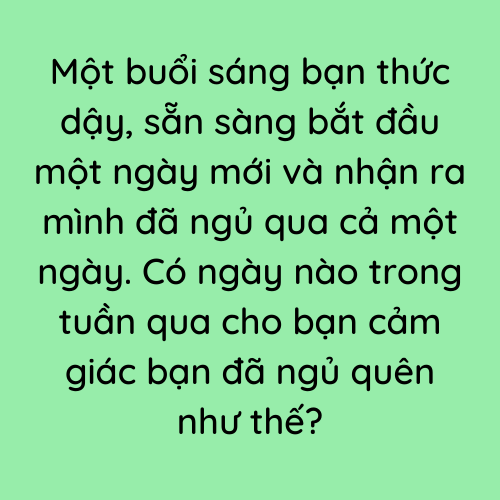 Một buổi sáng bạn thức
dậy, sẵn sàng bắt đầu
một ngày mới và nhận ra
mình đã ngủ qua cả một
ngày. Có ngày nào trong
tuần qua cho bạn cảm
giác bạn đã ngủ quên
như thế?